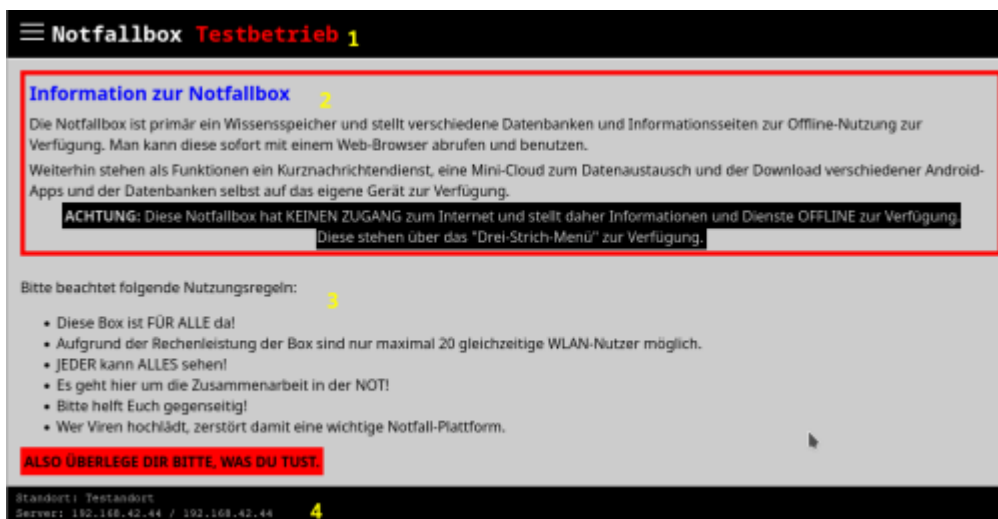 Notfallbox Testbetrieb 1
Information zur Notfallbox 2
Die Notfallbox ist primär ein Wissensspeicher und stellt verschiedene Datenbanken und Informationsseiten zur Offline-Nutzung zur
Verfügung. Man kann diese sofort mit einem Web-Browser abrufen und benutzen.
Weiterhin stehen als Funktionen ein Kurznachrichtendienst, eine Mini-Cloud zum Datenaustausch und der Download verschiedener Android-
Apps und der Datenbanken selbst auf das eigene Gerät zur Verfügung.
ACHTUNG: Diese Notfallbox hat KEINEN ZUGANG zum Internet und stellt daher Informationen und Dienste OFFLINE zur Verfügung.
Diese stehen über das "Drei-Strich-Menü" zur Verfügung.
Bitte beachtet folgende Nutzungsregeln:
3
• Diese Box ist FÜR ALLE da!
• Aufgrund der Rechenleistung der Box sind nur maximal 20 gleichzeitige WLAN-Nutzer möglich.
• JEDER kann ALLES sehen!
• Es geht hier um die Zusammenarbeit in der NOT!
• Bitte helft Euch gegenseitig!
• Wer Viren hochlädt, zerstört damit eine wichtige Notfall-Plattform.
ALSO ÜBERLEGE DIR BITTE, WAS DU TUST.
Standort: Testandort
Server: 192.168.42.44 / 192.168.42.44 4